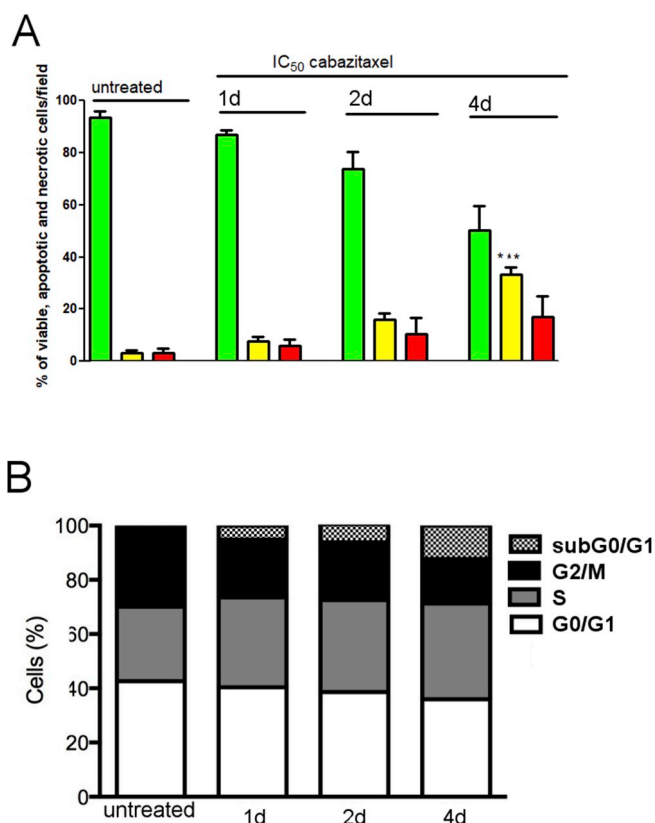 A
IC50 cabazitaxel
untreated
1d
2d
4d
% of viable, apoptotic and necrotic cells/field
100
80
60
40
20
0
***
B
Cells (%)
100
80
60
40
20
0
subG0/G1
G2/M
S
G0/G1
untreated
1d
2d
4d